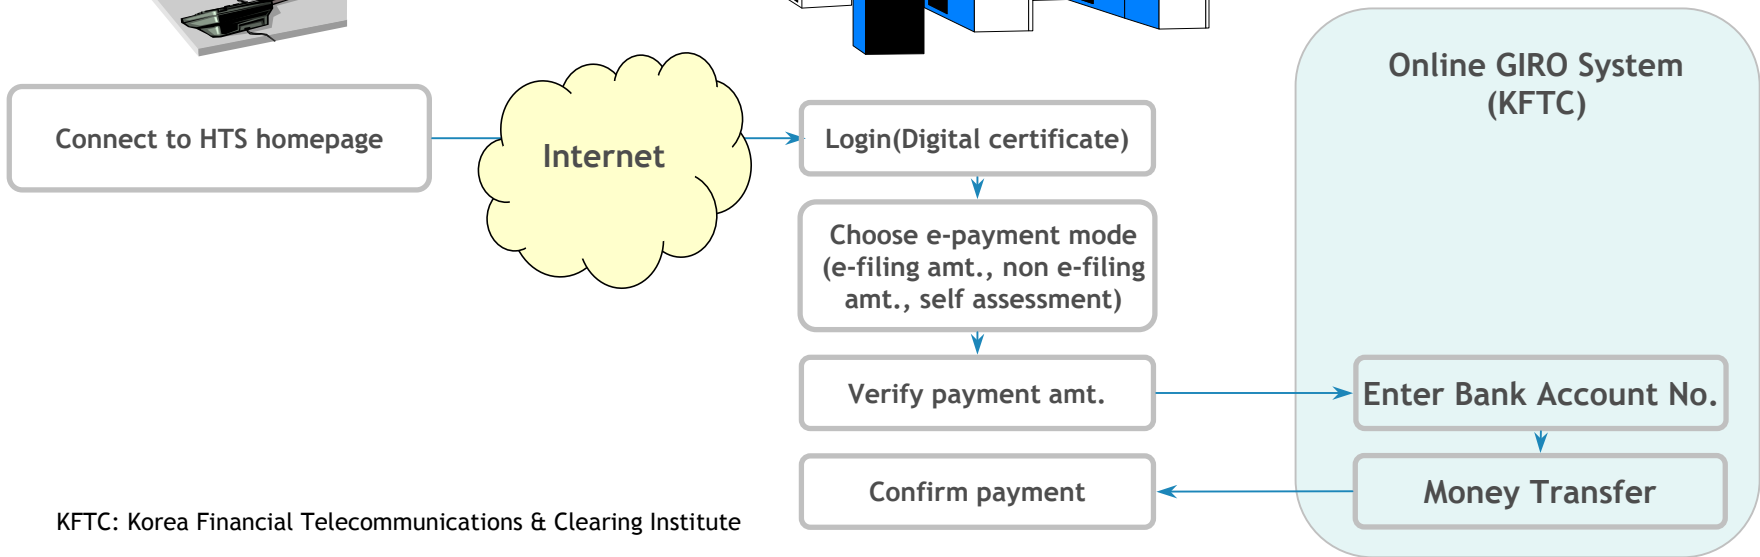 Online GIRO System
(KFTC)
Connect to HTS homepage
Internet
Login(Digital certificate)
Choose e-payment mode
(e-filing amt., non e-filing
amt., self assessment)
Verify payment amt.
Enter Bank Account No.
Confirm payment
Money Transfer
KFTC: Korea Financial Telecommunications & Clearing Institute